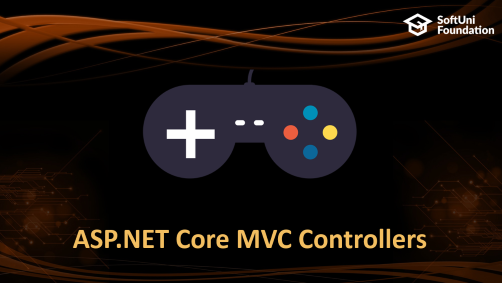 SoftUni
Foundation
ASP.NET Core MVC Controllers